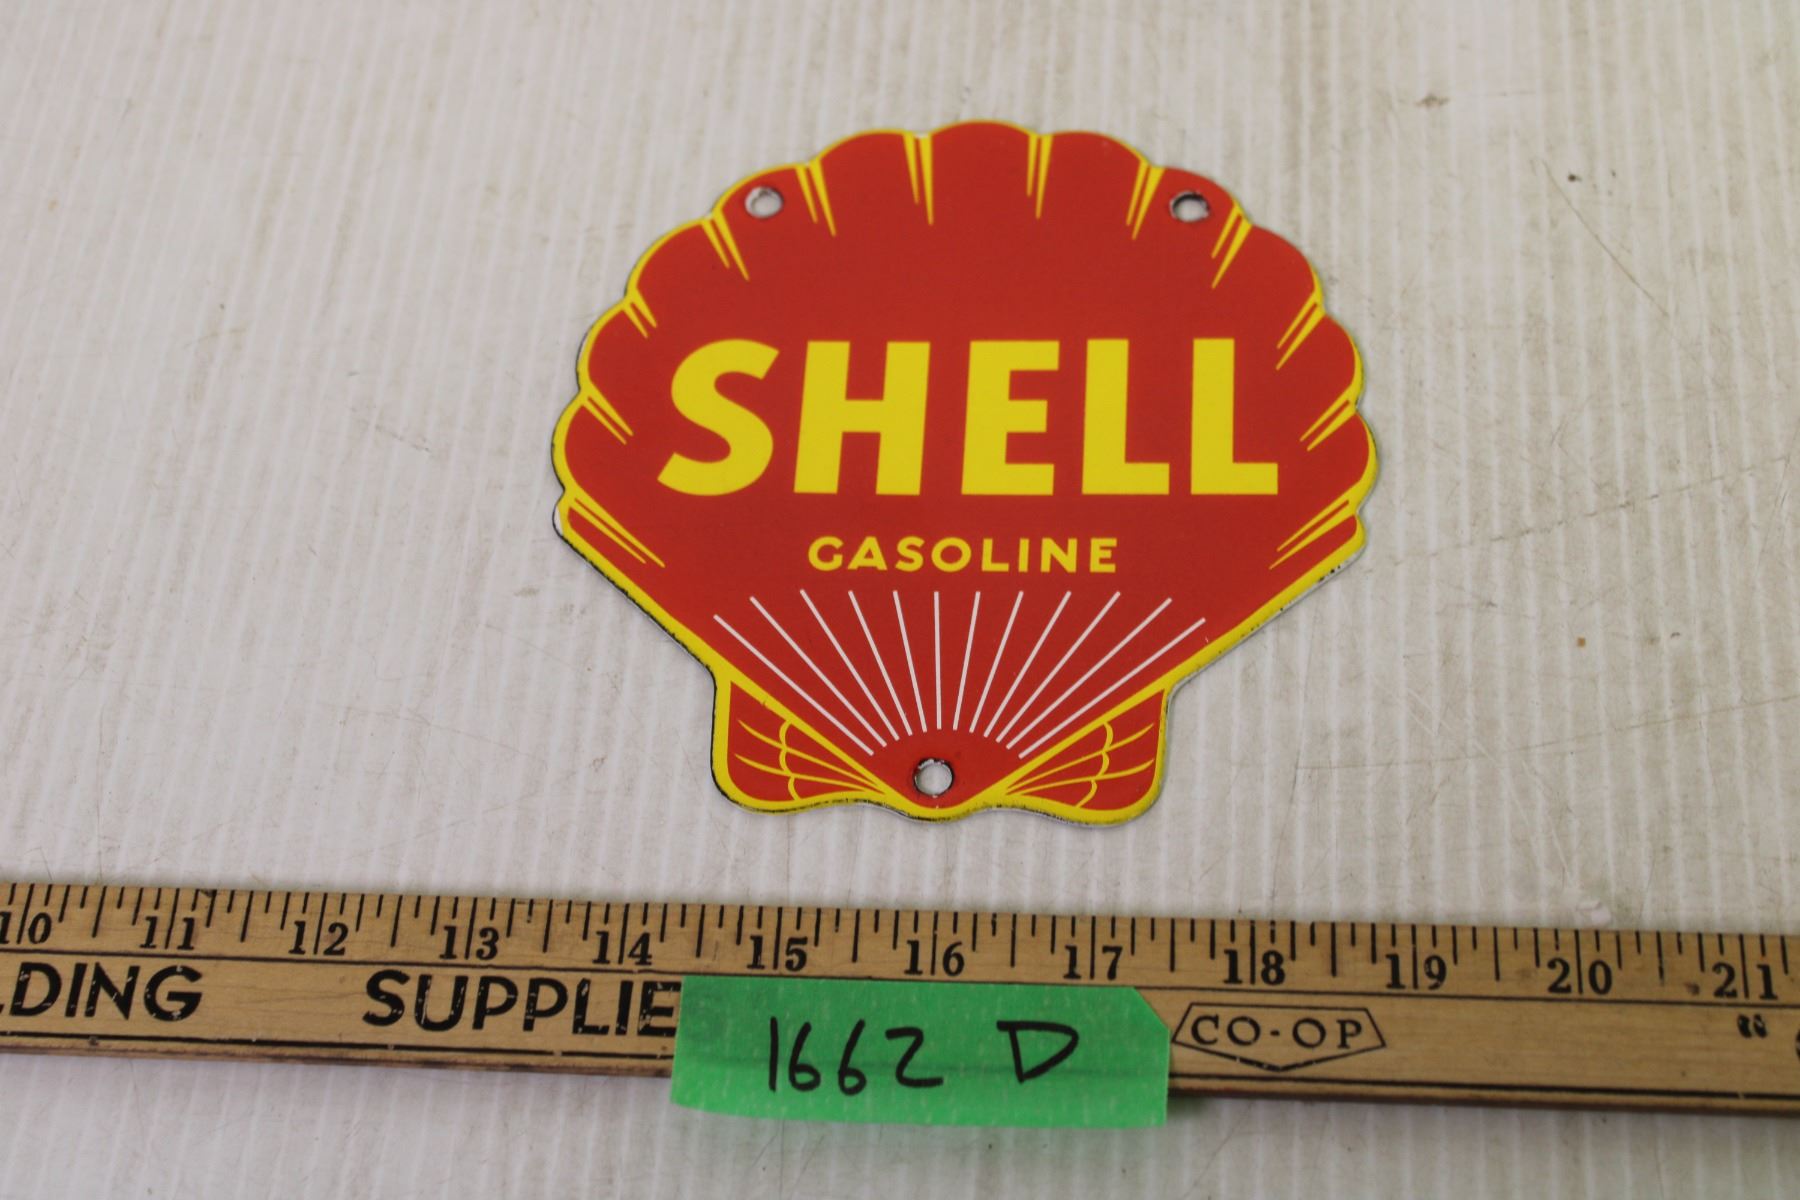 SHELL
GASOLINE
10 11 12 13 14 15 16 17 18 19 20 21
LDING SUPPLIE CO-OP "
1662 D